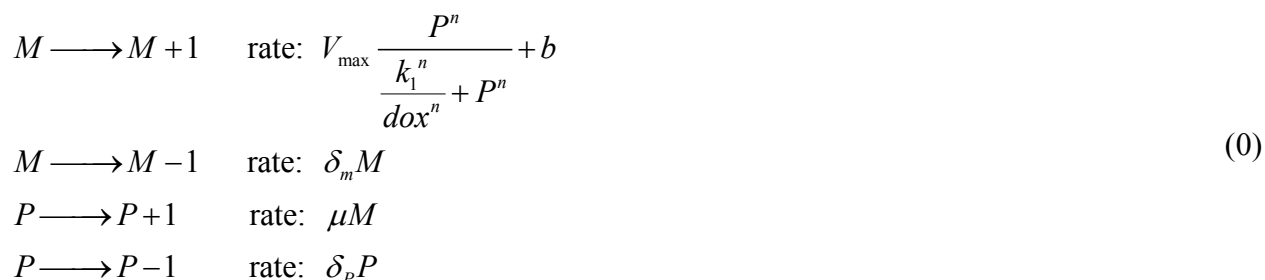 M ⟶ M + 1 rate: V_max P^n / (k_1^n / dox^n + P^n) + b
M ⟶ M − 1 rate: δ_m M
(0)
P ⟶ P + 1 rate: μM
P ⟶ P − 1 rate: δ_P P